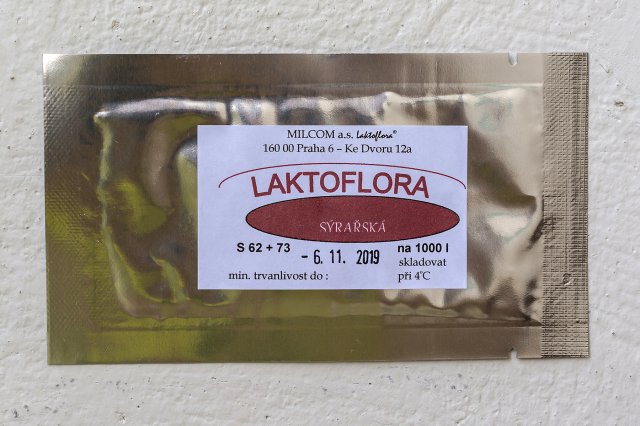 MILCOM a.s. Laktoflora®
160 00 Praha 6 – Ke Dvoru 12a
LAKTOFLORA
SÝRAŘSKÁ
S 62 + 73
na 1000 l
- 6. 11. 2019
skladovat
min. trvanlivost do :
při 4°C